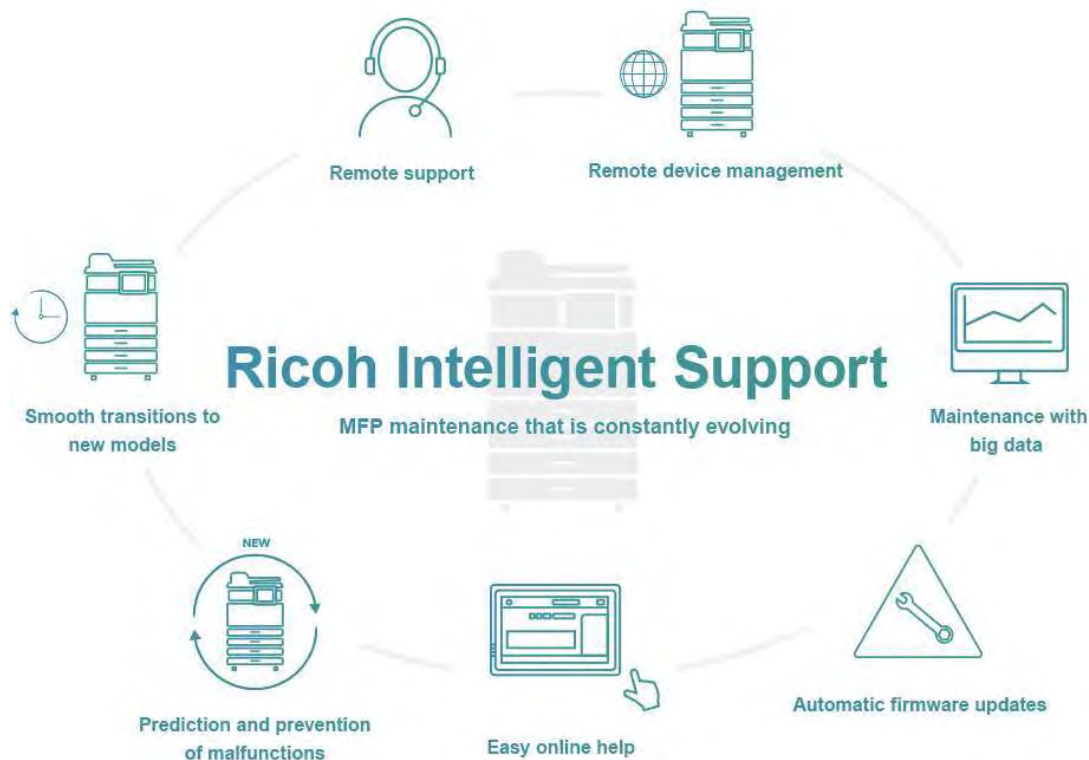 Remote support
Remote device management
Smooth transitions to
new models
Ricoh Intelligent Support
MFP maintenance that is constantly evolving
Maintenance with
big data
NEW
Prediction and prevention
of malfunctions
Easy online help
Automatic firmware updates